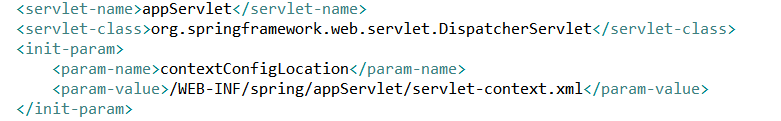 <servlet-name>appServlet</servlet-name>
<servlet-class>org.springframework.web.servlet.DispatcherServlet</servlet-class>
<init-param>
    <param-name>contextConfigLocation</param-name>
    <param-value>/WEB-INF/spring/appServlet/servlet-context.xml</param-value>
</init-param>